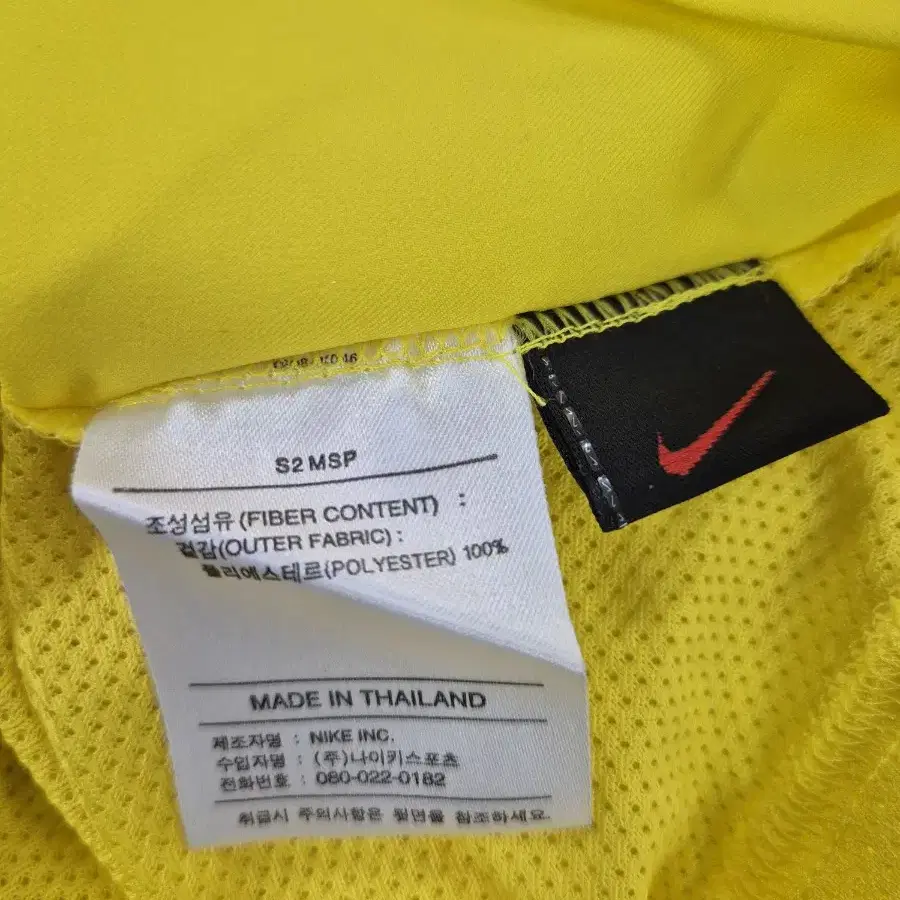 S2 MSP
조성섬유(FIBER CONTENT) :
겉감(OUTER FABRIC) :
폴리에스테르(POLYESTER) 100%
MADE IN THAILAND
제조자명 : NIKE INC.
수입자명 : (주)나이키스포츠
전화번호 : 080-022-0182
취급시 주의사항은 뒷면을 참조하세요.